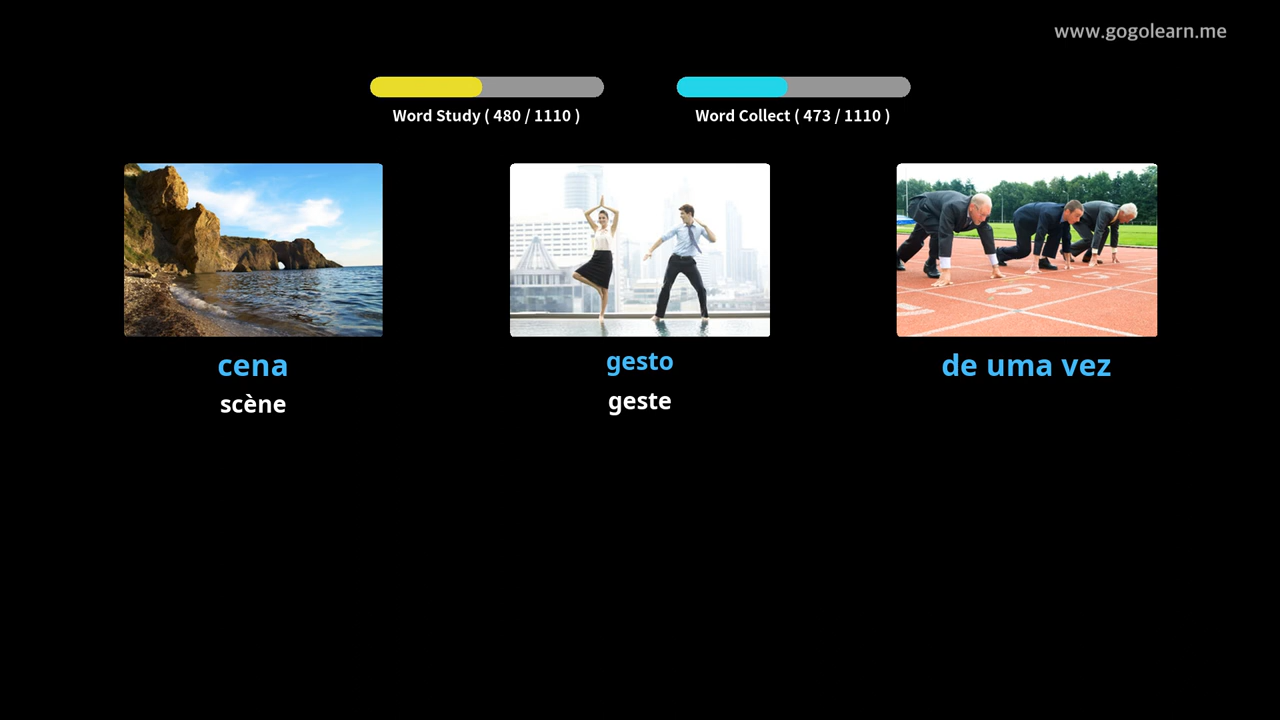 www.gogolearn.me
Word Study ( 480 / 1110 )
Word Collect ( 473 / 1110 )
cena
scène
gesto
geste
de uma vez